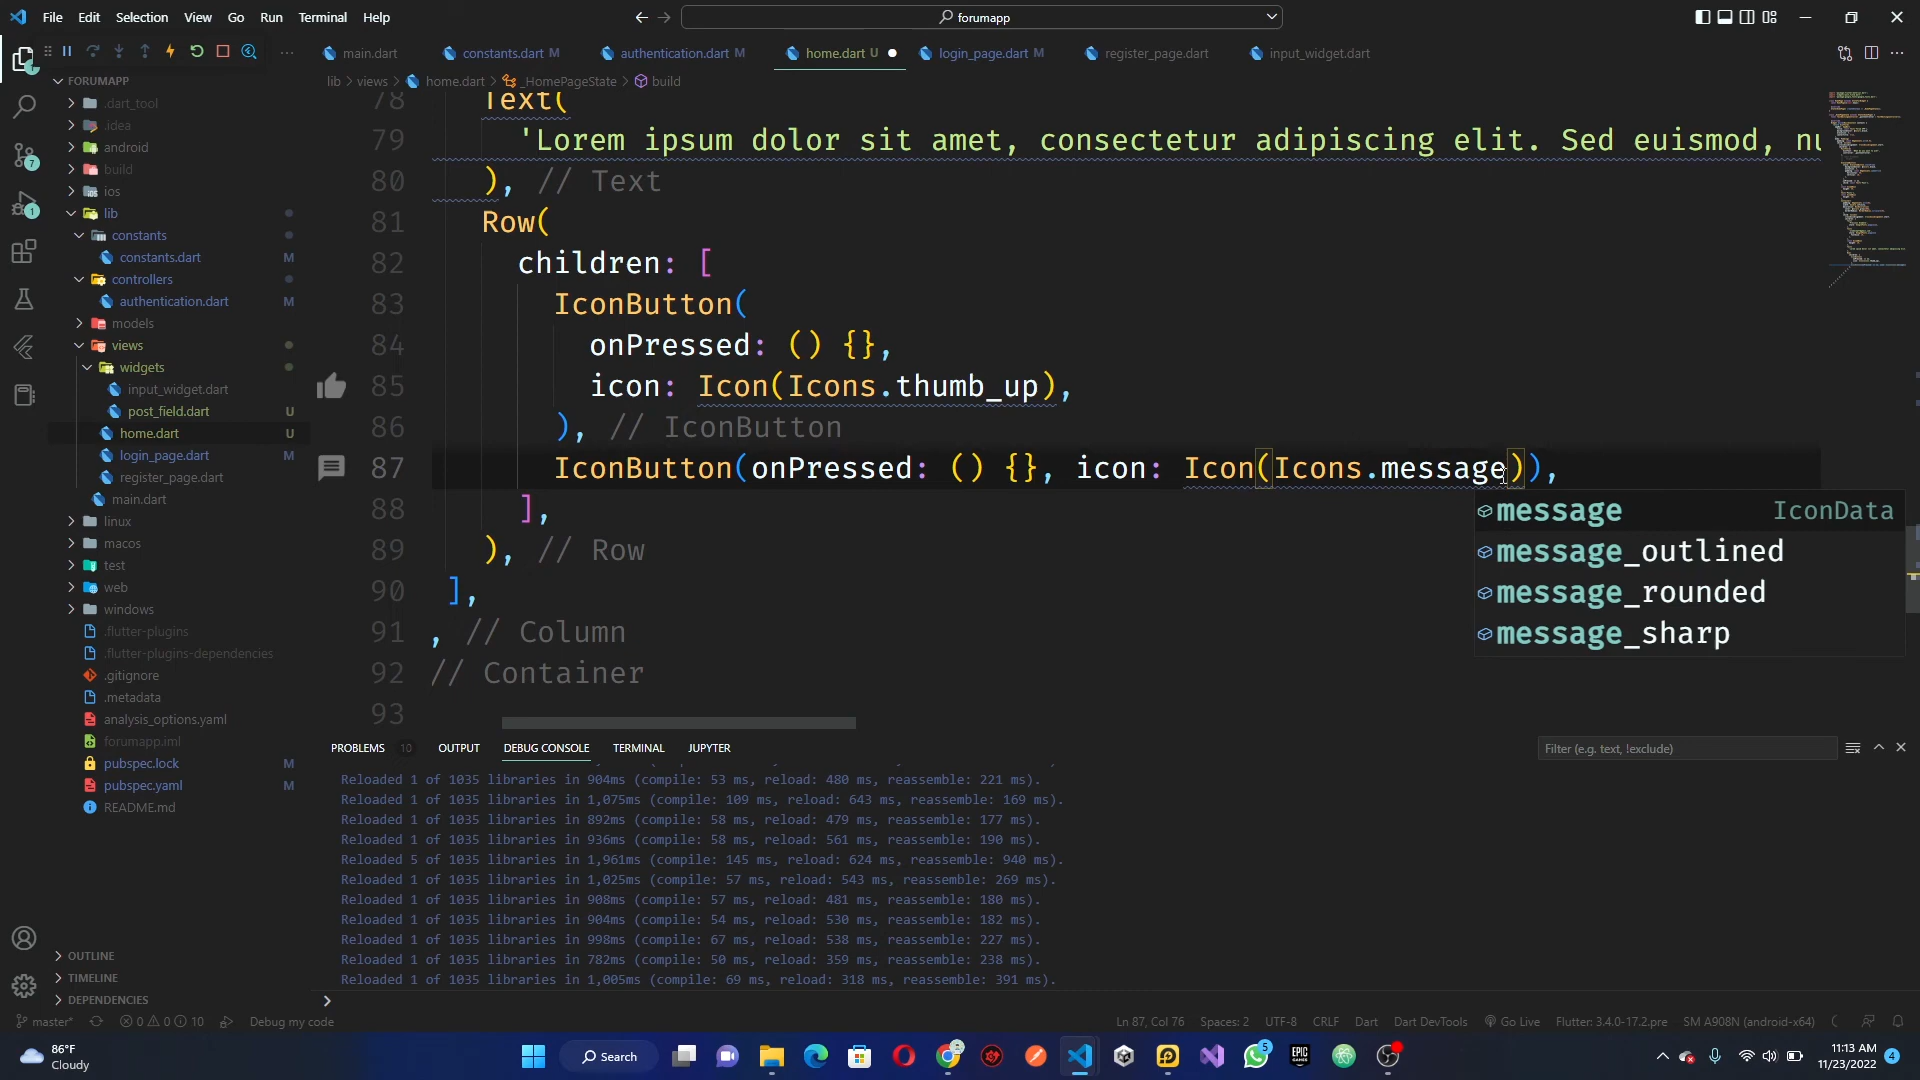 File Edit Selection View Go Run Terminal Help
forumapp
main.dart constants.dart M authentication.dart M home.dart U login_page.dart M register_page.dart input_widget.dart
FORUMAPP
lib > views > home.dart > _HomePageState > build
.dart_tool
.idea
android
build
ios
lib
constants
constants.dart M
controllers
authentication.dart M
models
views
widgets
input_widget.dart
post_field.dart U
home.dart U
login_page.dart M
register_page.dart
main.dart
linux
macos
test
web
windows
.flutter-plugins
.flutter-plugins-dependencies
.gitignore
.metadata
analysis_options.yaml
forumapp.iml
pubspec.lock M
pubspec.yaml M
README.md
OUTLINE
TIMELINE
DEPENDENCIES
7
1
78 Text(
79 'Lorem ipsum dolor sit amet, consectetur adipiscing elit. Sed euismod, nu
80 ), // Text
81 Row(
82 children: [
83 IconButton(
84 onPressed: () {},
85 icon: Icon(Icons.thumb_up),
86 ), // IconButton
87 IconButton(onPressed: () {}, icon: Icon(Icons.message)),
88 ],
89 ), // Row
90 ],
91 , // Column
92 // Container
93
message IconData
message_outlined
message_rounded
message_sharp
PROBLEMS 10 OUTPUT DEBUG CONSOLE TERMINAL JUPYTER
Filter (e.g. text, !exclude)
Reloaded 1 of 1035 libraries in 904ms (compile: 53 ms, reload: 480 ms, reassemble: 221 ms).
Reloaded 1 of 1035 libraries in 1,075ms (compile: 109 ms, reload: 643 ms, reassemble: 169 ms).
Reloaded 1 of 1035 libraries in 892ms (compile: 58 ms, reload: 479 ms, reassemble: 177 ms).
Reloaded 1 of 1035 libraries in 936ms (compile: 58 ms, reload: 561 ms, reassemble: 190 ms).
Reloaded 5 of 1035 libraries in 1,961ms (compile: 145 ms, reload: 624 ms, reassemble: 940 ms).
Reloaded 1 of 1035 libraries in 1,025ms (compile: 57 ms, reload: 543 ms, reassemble: 269 ms).
Reloaded 1 of 1035 libraries in 908ms (compile: 57 ms, reload: 481 ms, reassemble: 180 ms).
Reloaded 1 of 1035 libraries in 904ms (compile: 54 ms, reload: 530 ms, reassemble: 182 ms).
Reloaded 1 of 1035 libraries in 998ms (compile: 67 ms, reload: 538 ms, reassemble: 227 ms).
Reloaded 1 of 1035 libraries in 782ms (compile: 50 ms, reload: 359 ms, reassemble: 238 ms).
Reloaded 1 of 1035 libraries in 1,005ms (compile: 69 ms, reload: 318 ms, reassemble: 391 ms).
master* 0 0 10 Debug my code Ln 87, Col 76 Spaces: 2 UTF-8 CRLF Dart Dart DevTools Go Live Flutter: 3.4.0-17.2.pre SM A908N (android-x64)
86°F
Cloudy
Search
5
EPIC GAMES
11:13 AM
11/23/2022
4